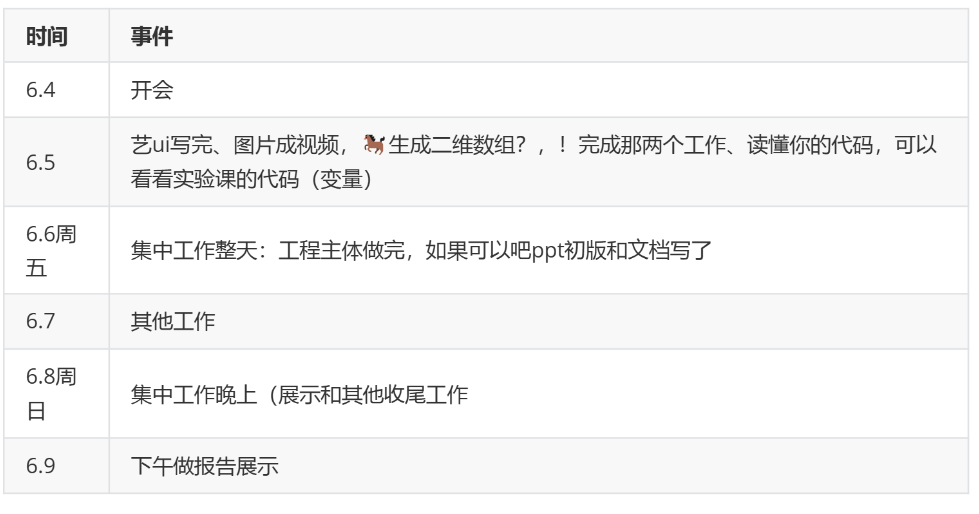 时间 事件
6.4 开会
6.5 艺ui写完、图片成视频，🐎生成二维数组？，！完成那两个工作、读懂你的代码，可以
看看实验课的代码（变量）
6.6周
五 集中工作整天：工程主体做完，如果可以吧ppt初版和文档写了
6.7 其他工作
6.8周
日 集中工作晚上（展示和其他收尾工作
6.9 下午做报告展示